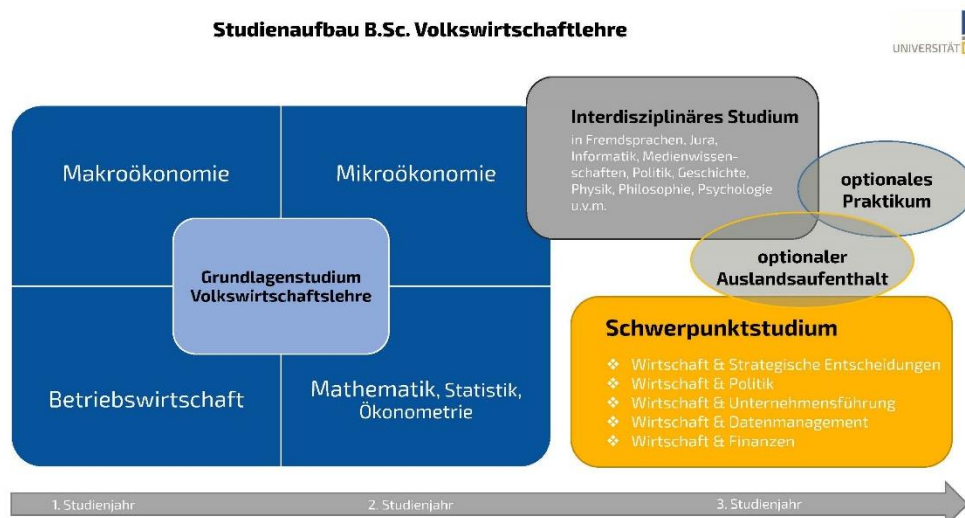 Studienaufbau B.Sc. Volkswirtschaftlehre
UNIVERSITÄT
Makroökonomie
Mikroökonomie
Grundlagenstudium
Volkswirtschaftslehre
Betriebswirtschaft
Mathematik, Statistik,
Ökonometrie
Interdisziplinäres Studium
in Fremdsprachen, Jura,
Informatik, Medienwissen-
schaften, Politik, Geschichte,
Physik, Philosophie, Psychologie
u.v.m.
optionales
Praktikum
optionaler
Auslandsaufenthalt
Schwerpunktstudium
❖ Wirtschaft & Strategische Entscheidungen
❖ Wirtschaft & Politik
❖ Wirtschaft & Unternehmensführung
❖ Wirtschaft & Datenmanagement
❖ Wirtschaft & Finanzen
1. Studienjahr
2. Studienjahr
3. Studienjahr